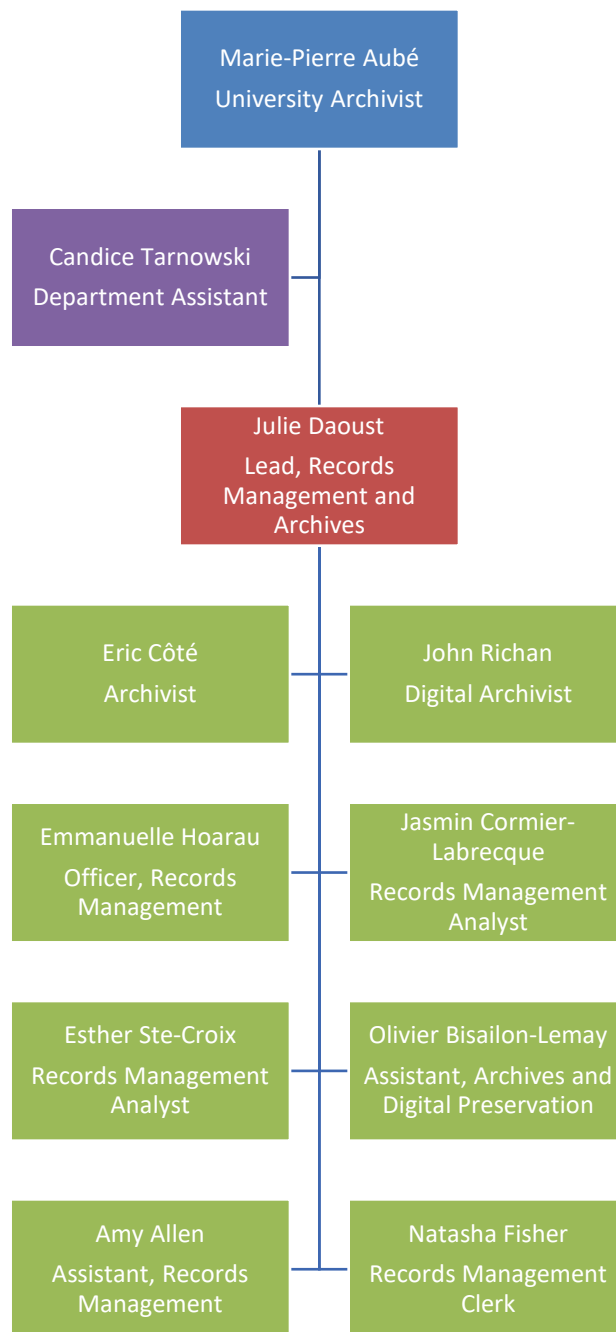 Marie-Pierre Aubé
University Archivist
Candice Tarnowski
Department Assistant
Julie Daoust
Lead, Records
Management and
Archives
Eric Côté
Archivist
John Richan
Digital Archivist
Emmanuelle Hoarau
Officer, Records
Management
Jasmin Cormier-
Labrecque
Records Management
Analyst
Esther Ste-Croix
Records Management
Analyst
Olivier Bisailon-Lemay
Assistant, Archives and
Digital Preservation
Amy Allen
Assistant, Records
Management
Natasha Fisher
Records Management
Clerk